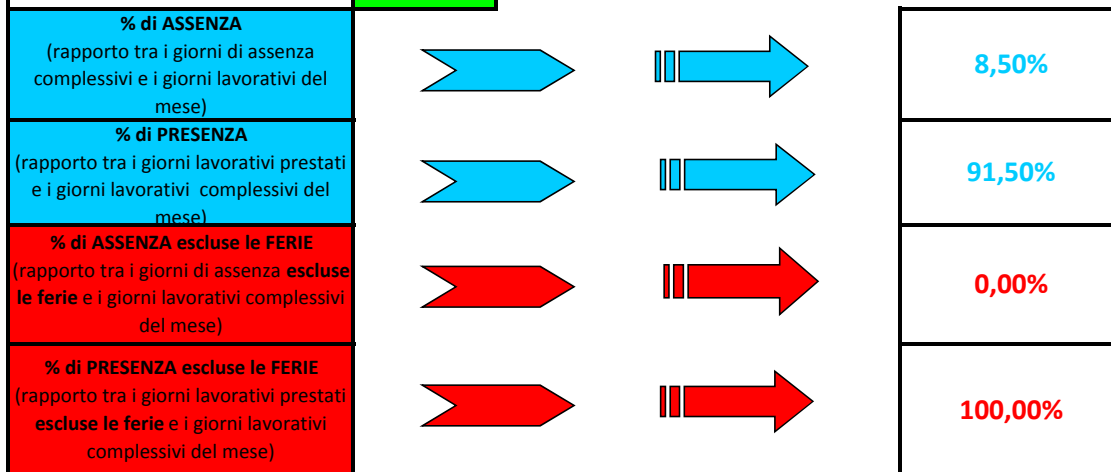 % di ASSENZA
(rapporto tra i giorni di assenza
complessivi e i giorni lavorativi del
mese)
8,50%
% di PRESENZA
(rapporto tra i giorni lavorativi prestati
e i giorni lavorativi complessivi del
mese)
91,50%
% di ASSENZA escluse le FERIE
(rapporto tra i giorni di assenza escluse
le ferie e i giorni lavorativi complessivi
del mese)
0,00%
% di PRESENZA escluse le FERIE
(rapporto tra i giorni lavorativi prestati
escluse le ferie e i giorni lavorativi
complessivi del mese)
100,00%